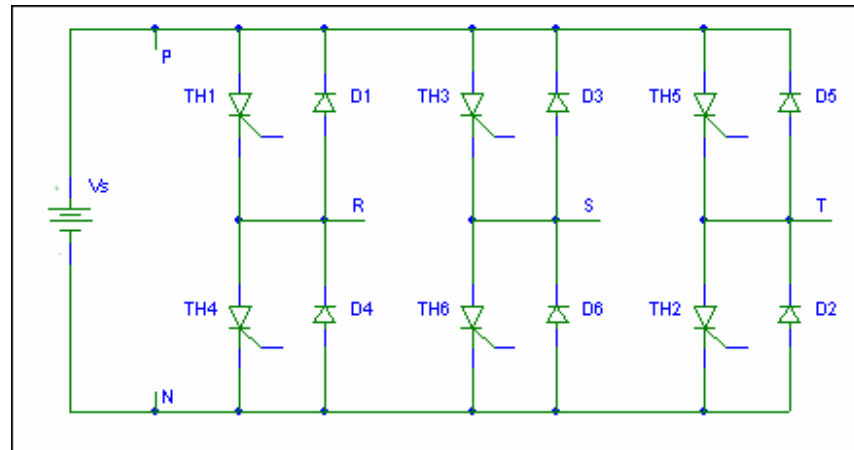 P
TH1 D1 TH3 D3 TH5 D5
+ Vs
R S T
-
TH4 D4 TH6 D6 TH2 D2
N